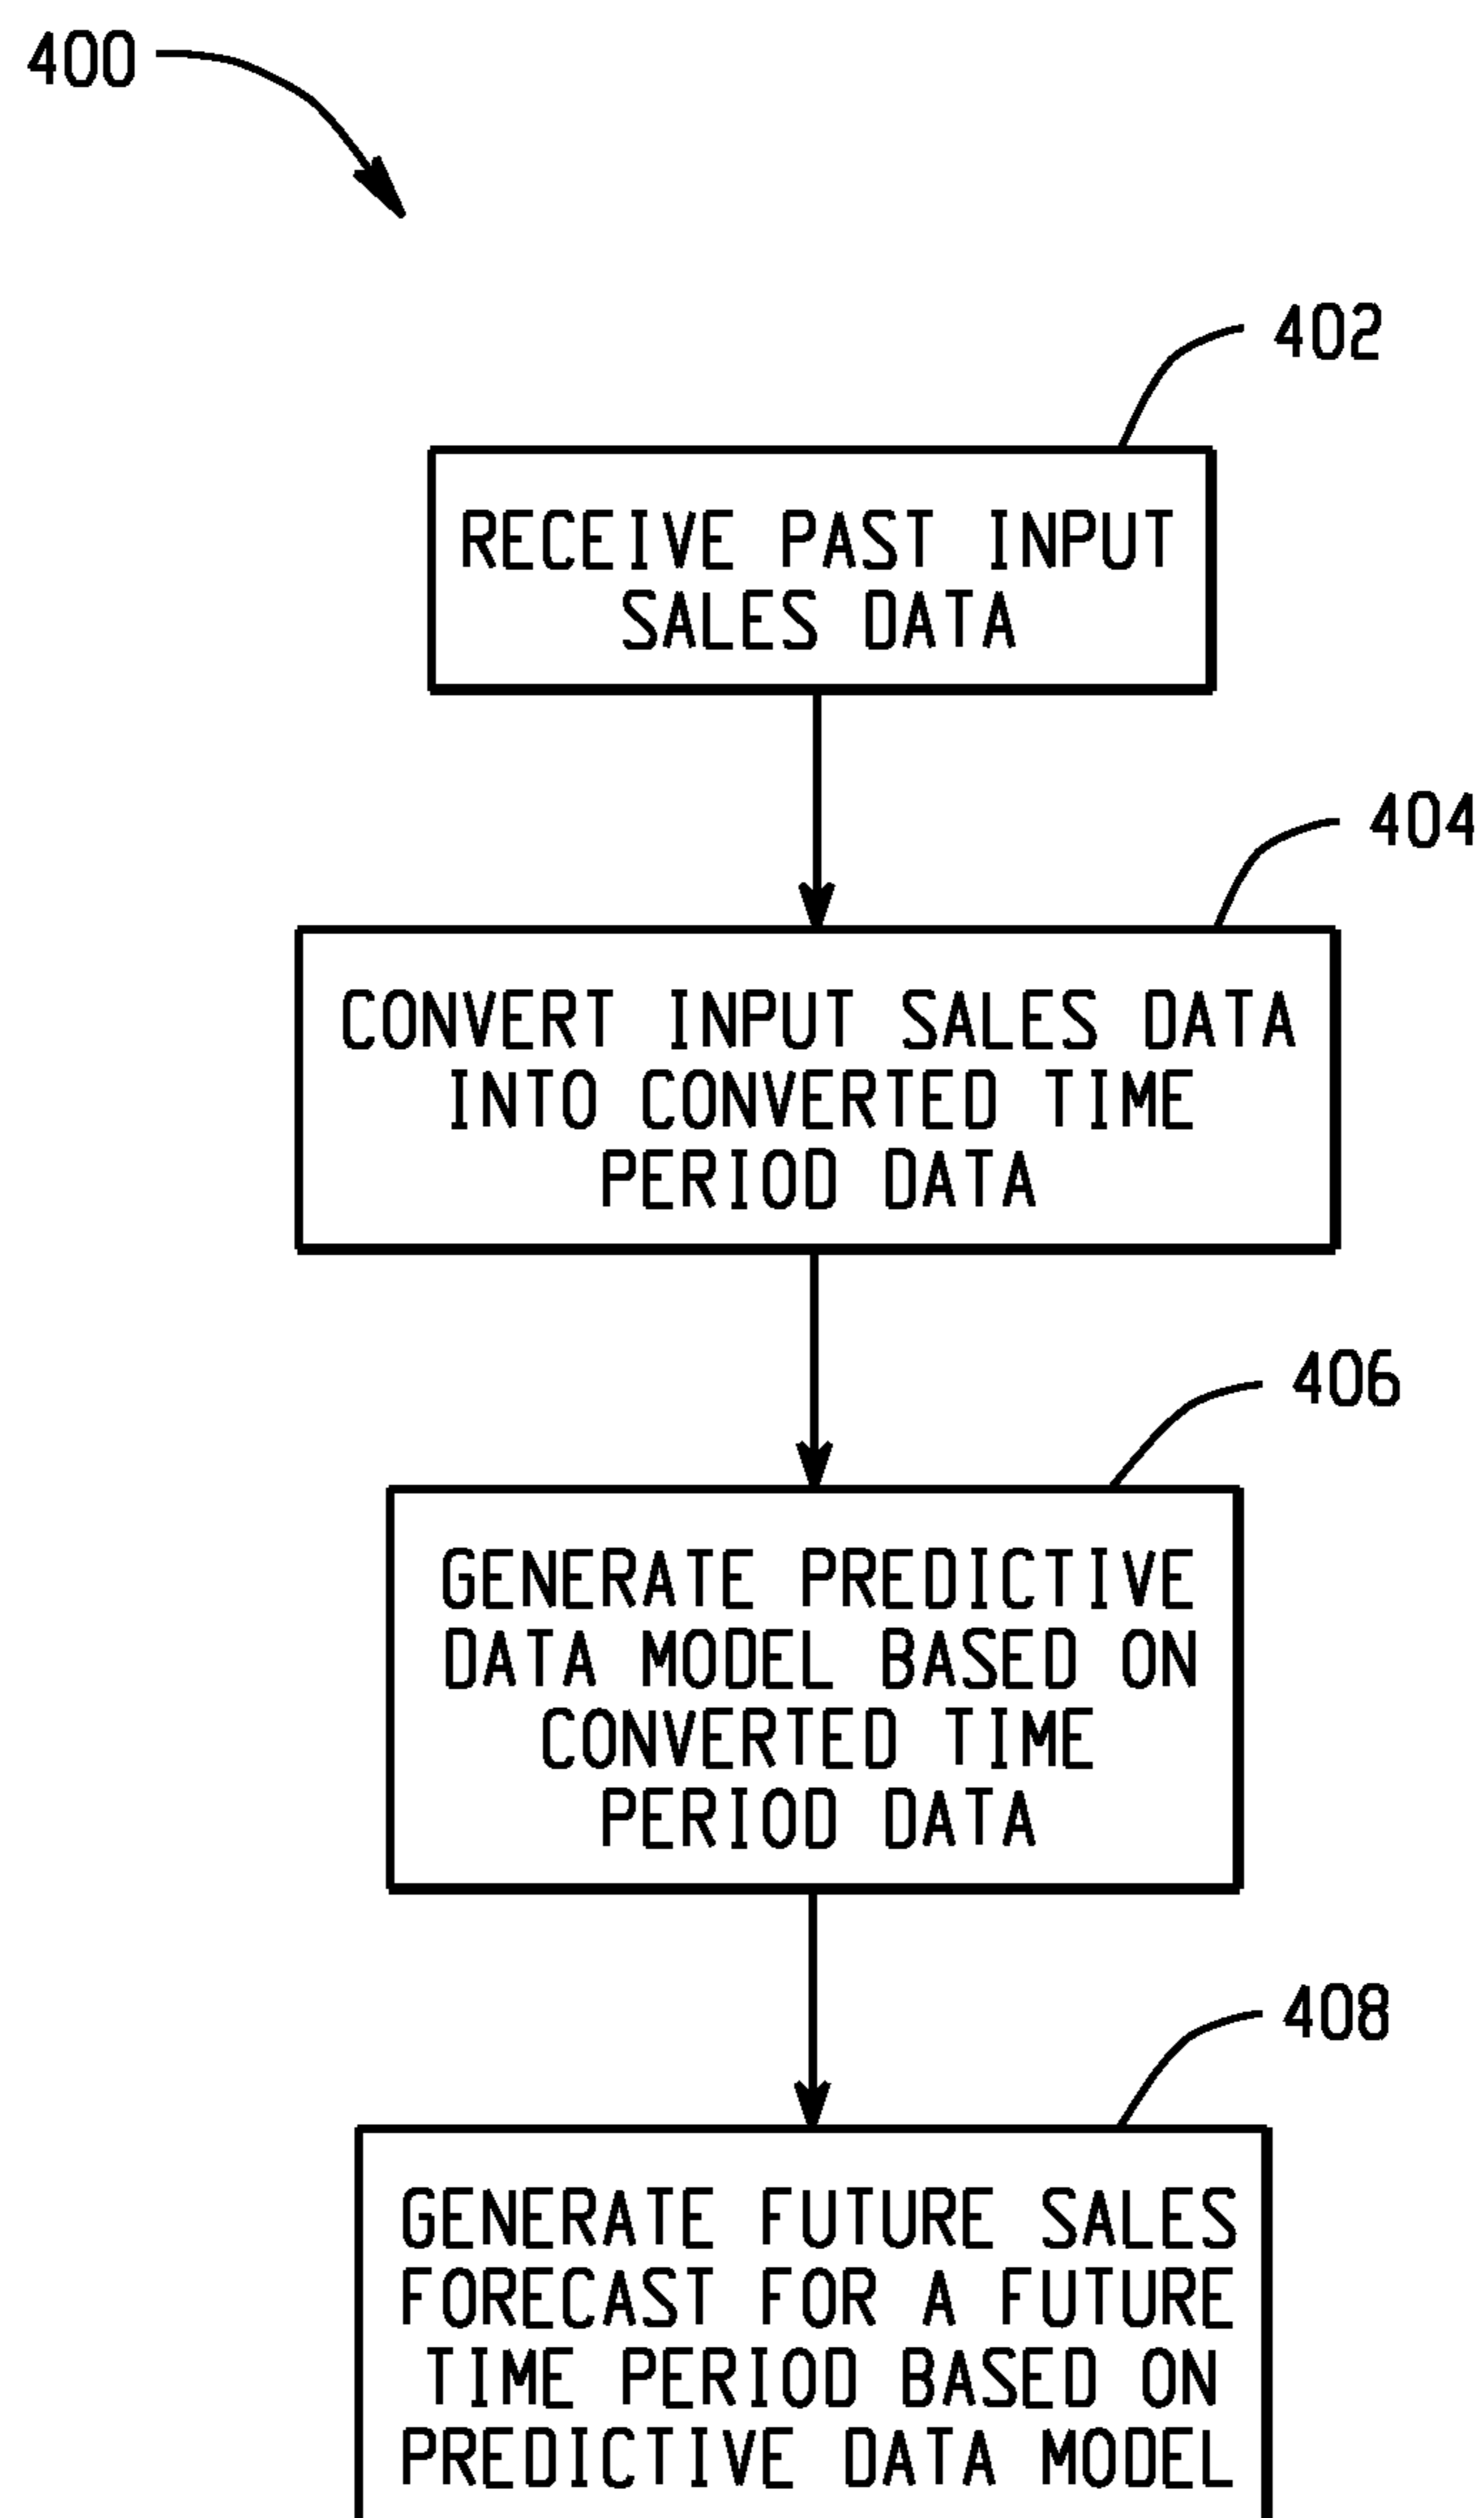 400
402
RECEIVE PAST INPUT
SALES DATA
404
CONVERT INPUT SALES DATA
INTO CONVERTED TIME
PERIOD DATA
406
GENERATE PREDICTIVE
DATA MODEL BASED ON
CONVERTED TIME
PERIOD DATA
408
GENERATE FUTURE SALES
FORECAST FOR A FUTURE
TIME PERIOD BASED ON
PREDICTIVE DATA MODEL